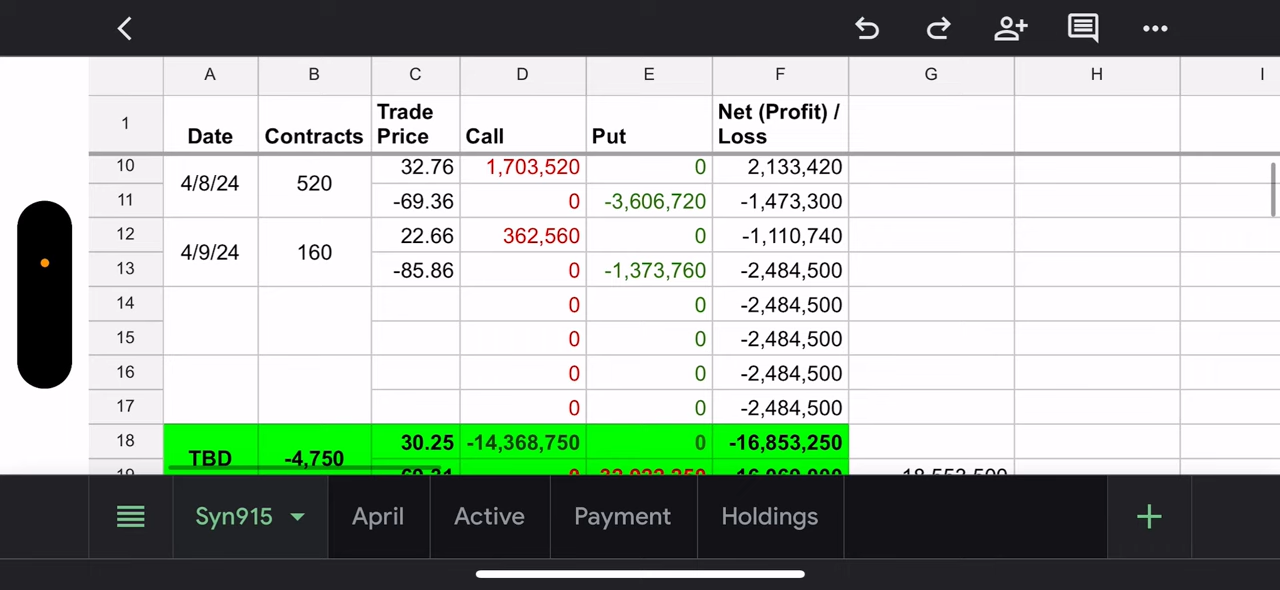 A B C D E F G H I
1 Date Contracts Trade Price Call Put Net (Profit) / Loss
10 4/8/24 520 32.76 1,703,520 0 2,133,420
11 -69.36 0 -3,606,720 -1,473,300
12 4/9/24 160 22.66 362,560 0 -1,110,740
13 -85.86 0 -1,373,760 -2,484,500
14 0 0 -2,484,500
15 0 0 -2,484,500
16 0 0 -2,484,500
17 0 0 -2,484,500
18 TBD -4,750 30.25 -14,368,750 0 -16,853,250
19
Syn915 April Active Payment Holdings